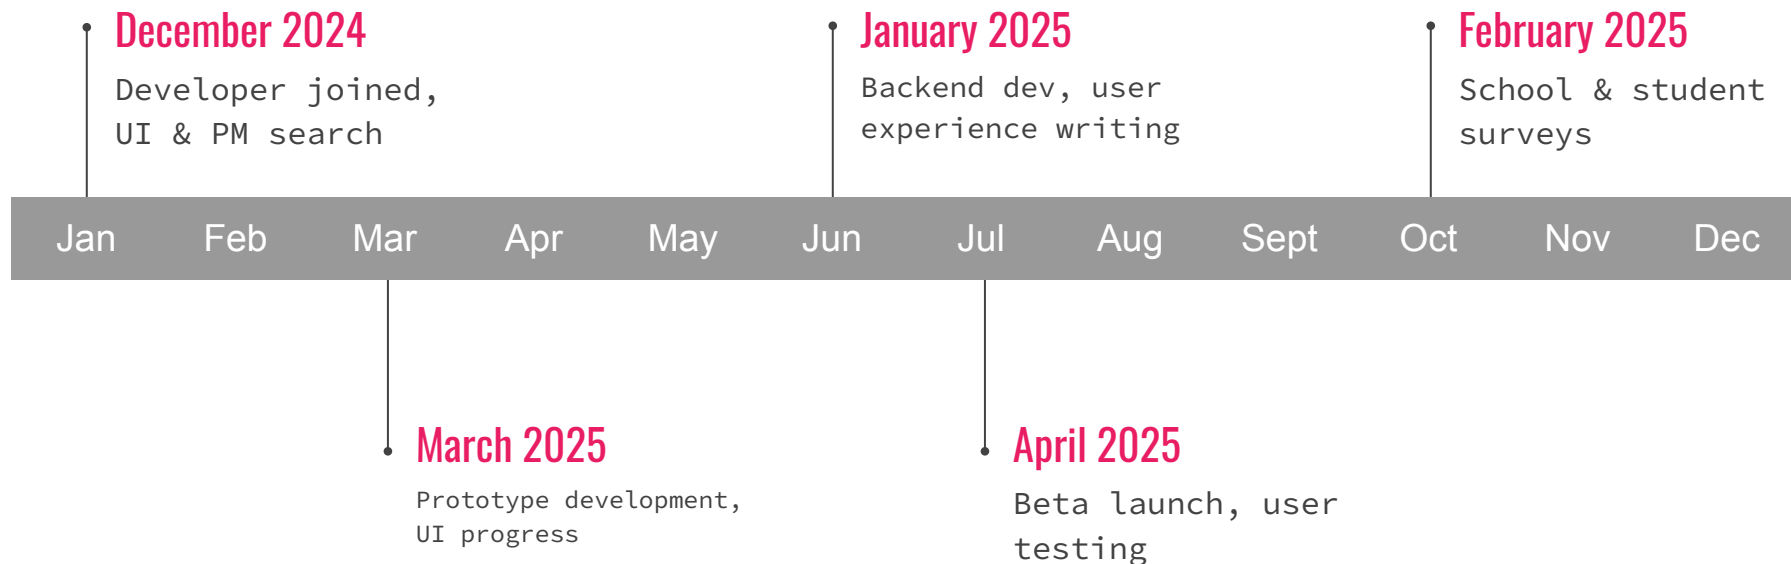 December 2024
Developer joined,
UI & PM search
January 2025
Backend dev, user
experience writing
February 2025
School & student
surveys
Jan Feb Mar Apr May Jun Jul Aug Sept Oct Nov Dec
March 2025
Prototype development,
UI progress
April 2025
Beta launch, user
testing